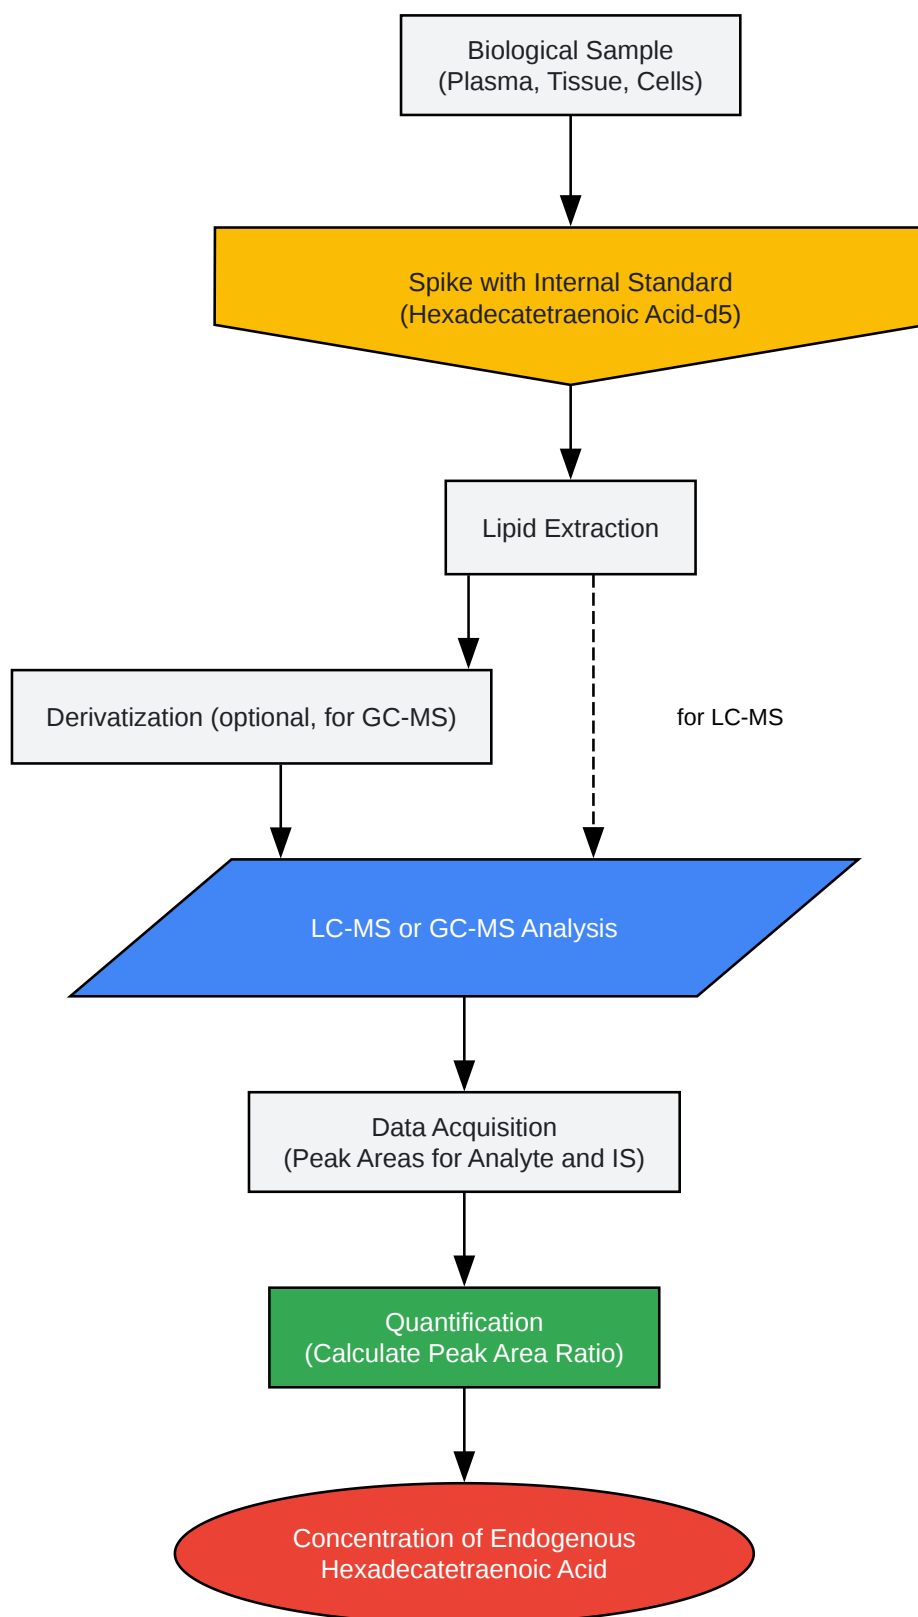 Biological Sample
(Plasma, Tissue, Cells)
Spike with Internal Standard
(Hexadecatetraenoic Acid-d5)
Lipid Extraction
Derivatization (optional, for GC-MS)
for LC-MS
LC-MS or GC-MS Analysis
Data Acquisition
(Peak Areas for Analyte and IS)
Quantification
(Calculate Peak Area Ratio)
Concentration of Endogenous
Hexadecatetraenoic Acid